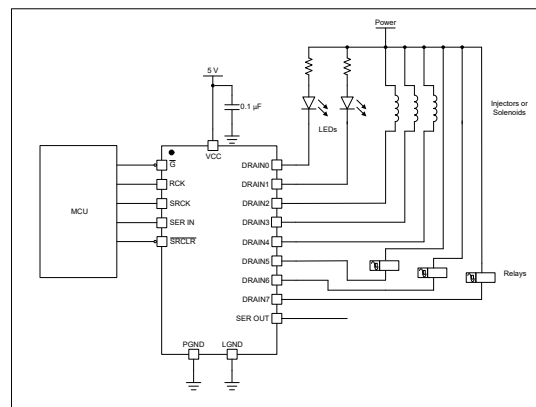 Power
5 V
0.1 μF
LEDs
Injectors or
Solenoids
VCC
MCU
G
RCK
SRCK
SER IN
SRCLR
DRAIN0
DRAIN1
DRAIN2
DRAIN3
DRAIN4
DRAIN5
DRAIN6
DRAIN7
SER OUT
Relays
PGND
LGND